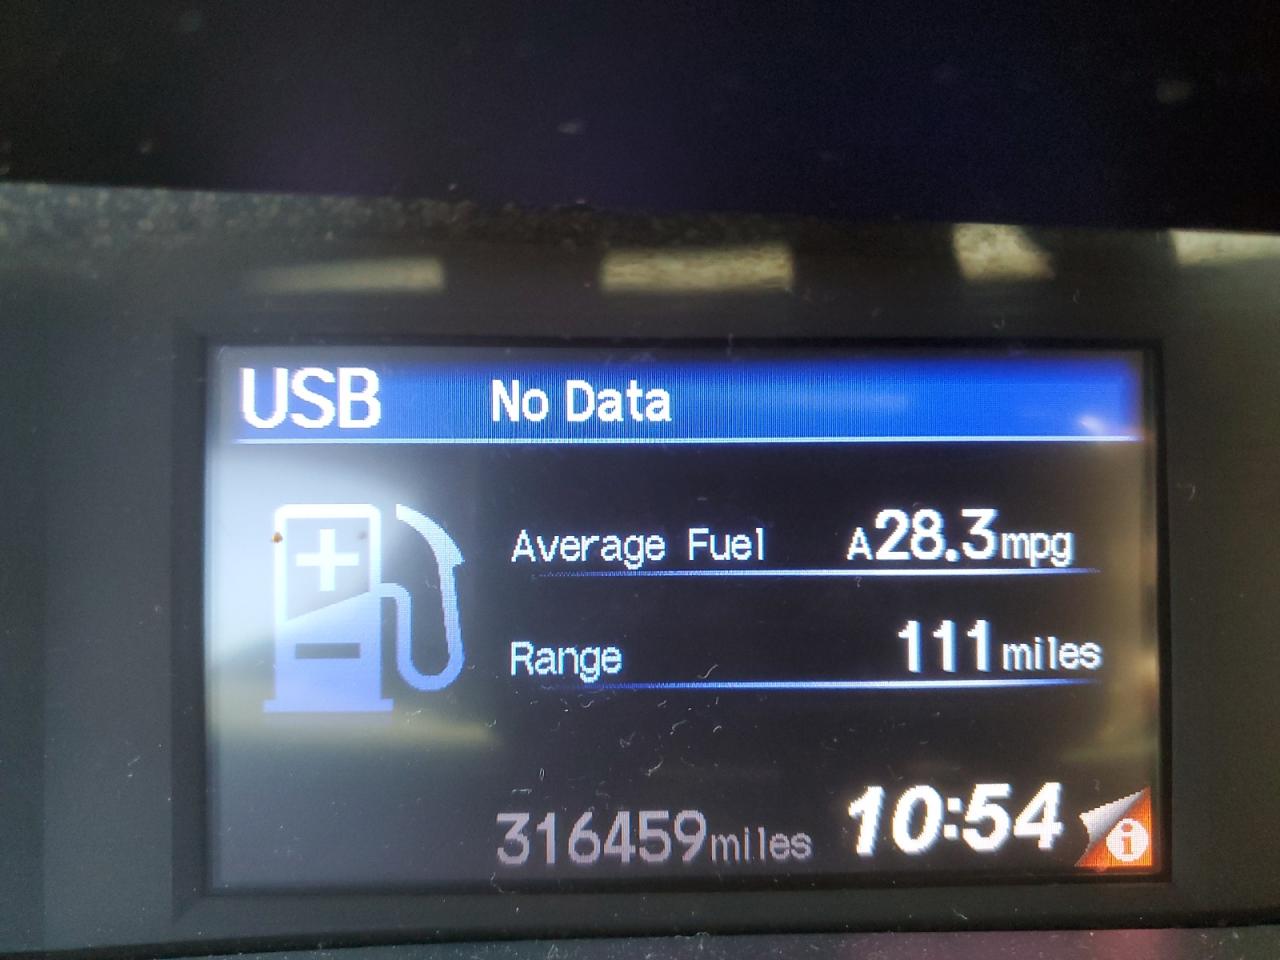 USB No Data
Average Fuel A28.3mpg
Range 111miles
316459miles 10:54 i